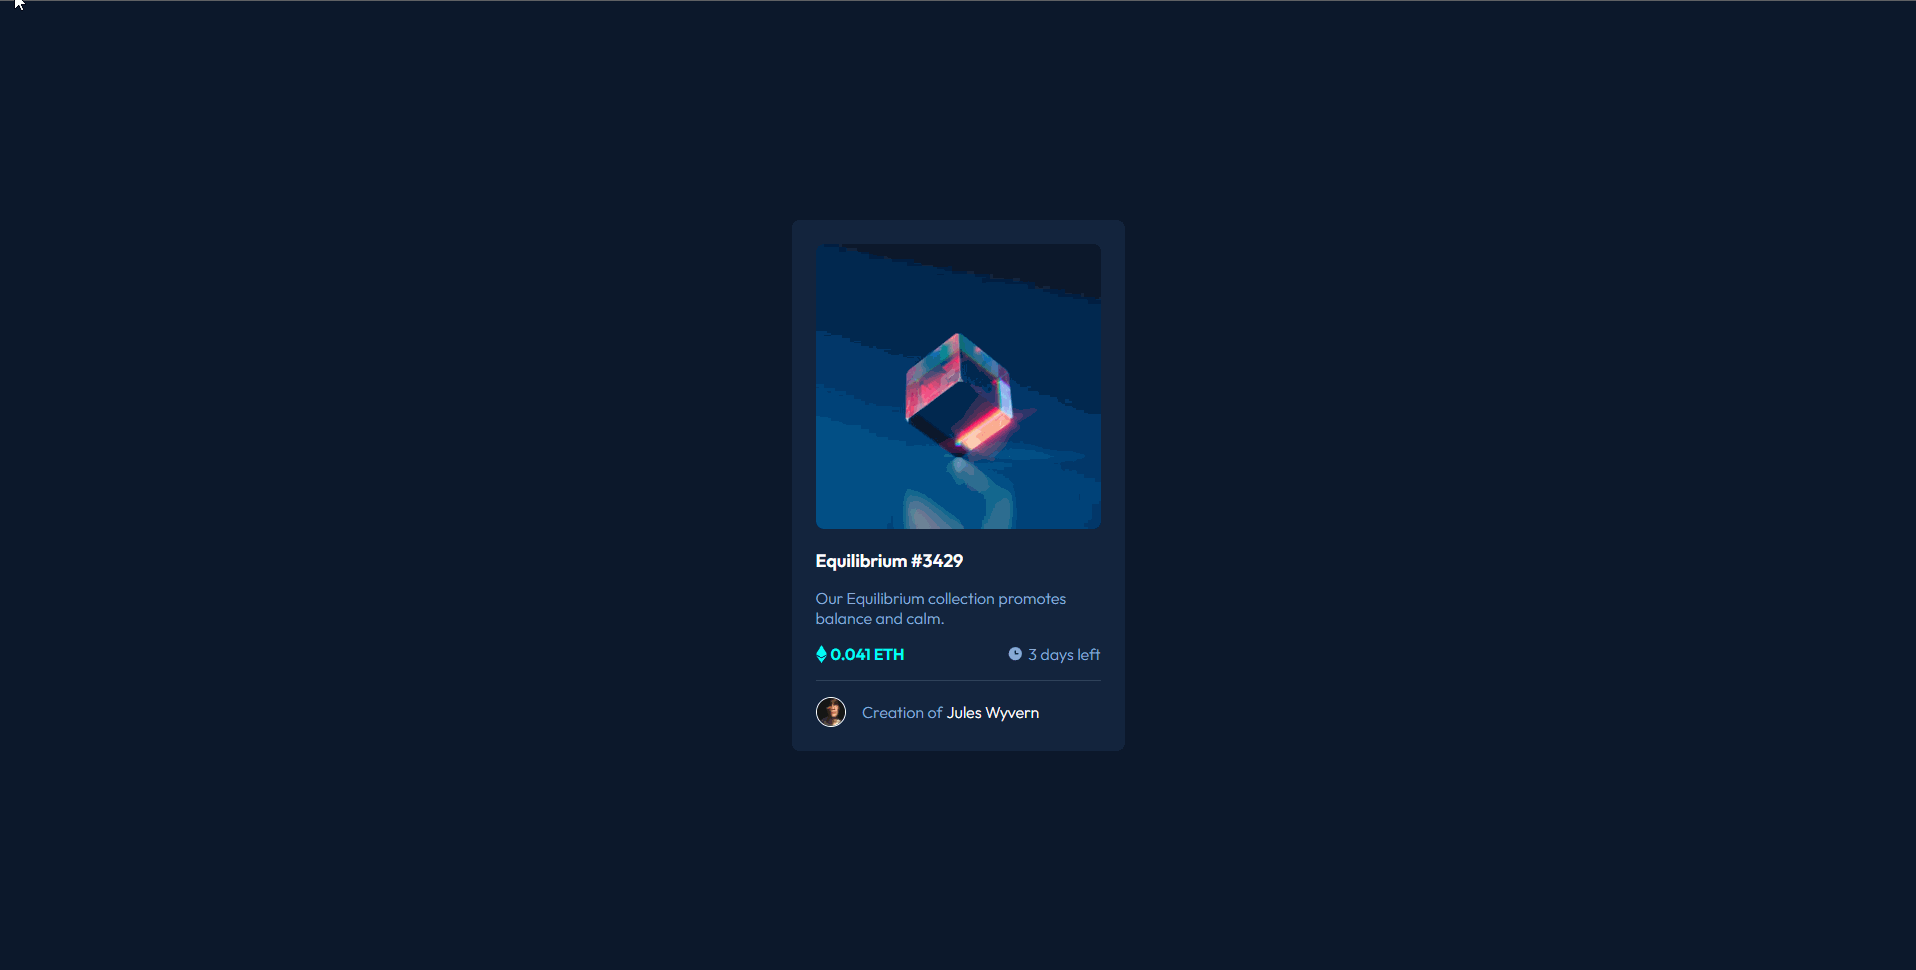 Equilibrium #3429
Our Equilibrium collection promotes
balance and calm.
0.041 ETH
3 days left
Creation of Jules Wyvern